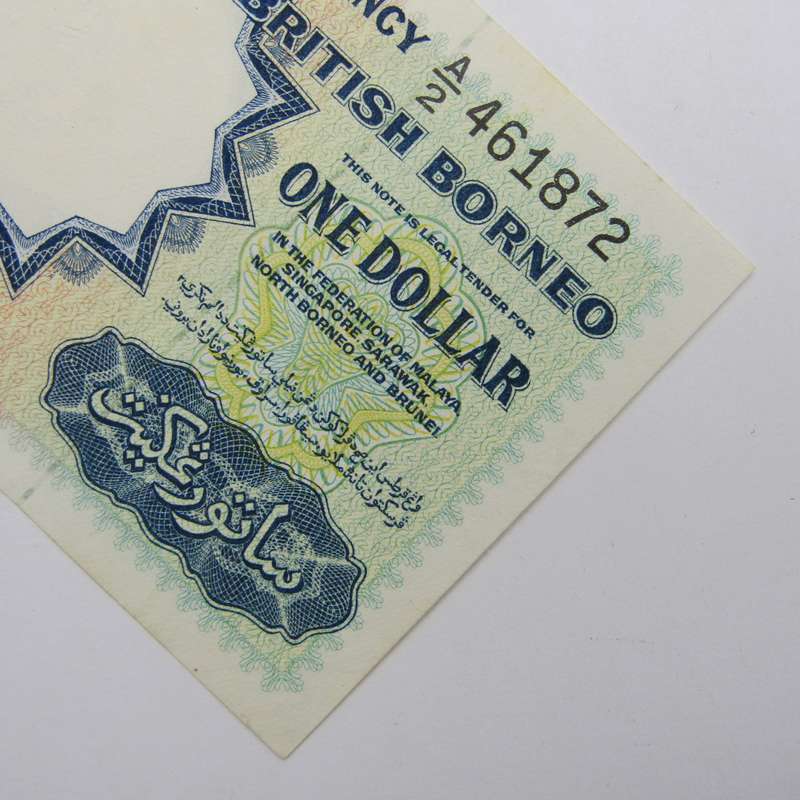 NCY
BRITISH BORNEO
A/2 461872
THIS NOTE IS LEGAL TENDER FOR
ONE DOLLAR
IN THE FEDERATION OF MALAYA,
SINGAPORE, SARAWAK,
NORTH BORNEO AND BRUNEI.
ساتو رڠݢيت